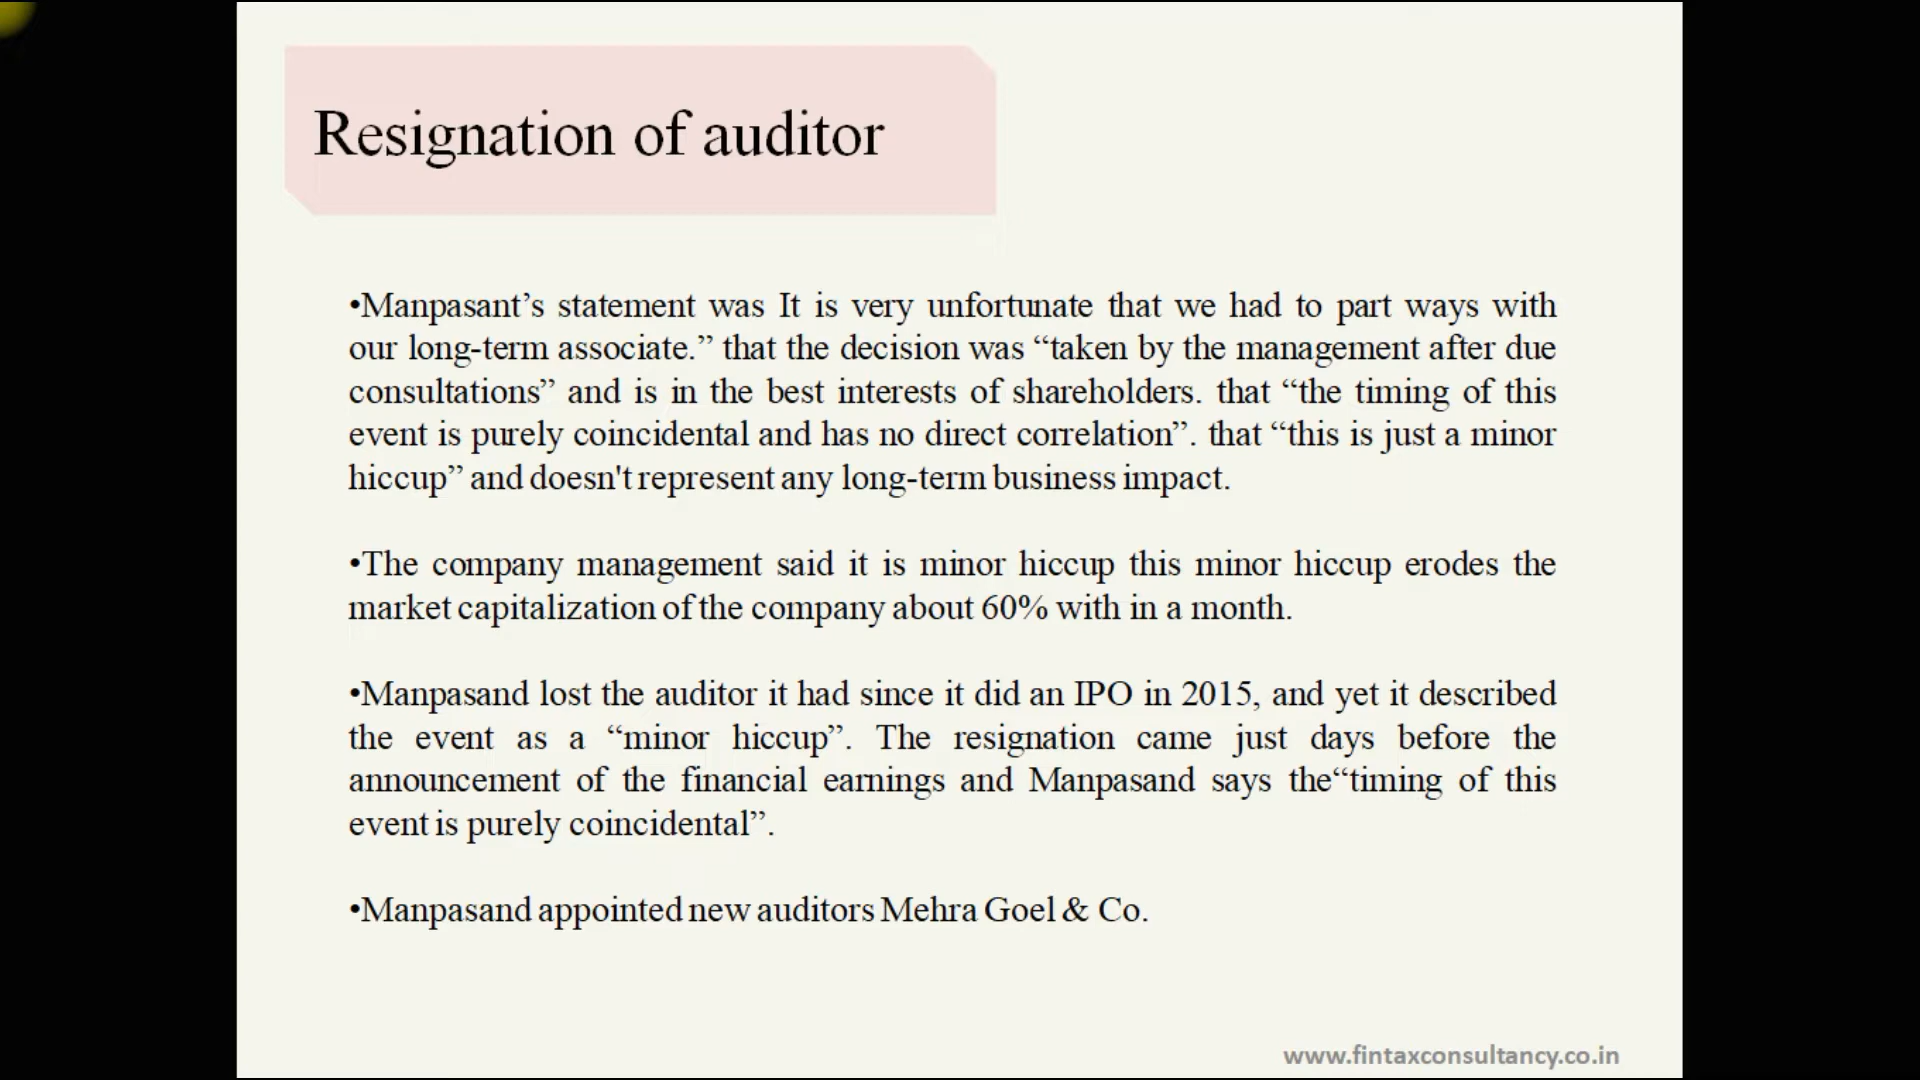 Resignation of auditor
•Manpasant’s statement was It is very unfortunate that we had to part ways with
our long-term associate.” that the decision was “taken by the management after due
consultations” and is in the best interests of shareholders. that “the timing of this
event is purely coincidental and has no direct correlation”. that “this is just a minor
hiccup” and doesn't represent any long-term business impact.
•The company management said it is minor hiccup this minor hiccup erodes the
market capitalization of the company about 60% with in a month.
•Manpasand lost the auditor it had since it did an IPO in 2015, and yet it described
the event as a “minor hiccup”. The resignation came just days before the
announcement of the financial earnings and Manpasand says the“timing of this
event is purely coincidental”.
•Manpasand appointed new auditors Mehra Goel & Co.
www.fintaxconsultancy.co.in